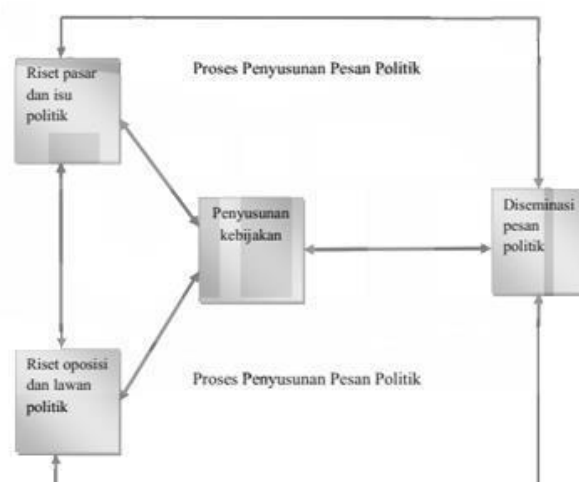 Proses Penyusunan Pesan Politik
Riset pasar
dan isu
politik
Penyusunan
kebijakan
Diseminasi
pesan
politik
Riset oposisi
dan lawan
politik
Proses Penyusunan Pesan Politik